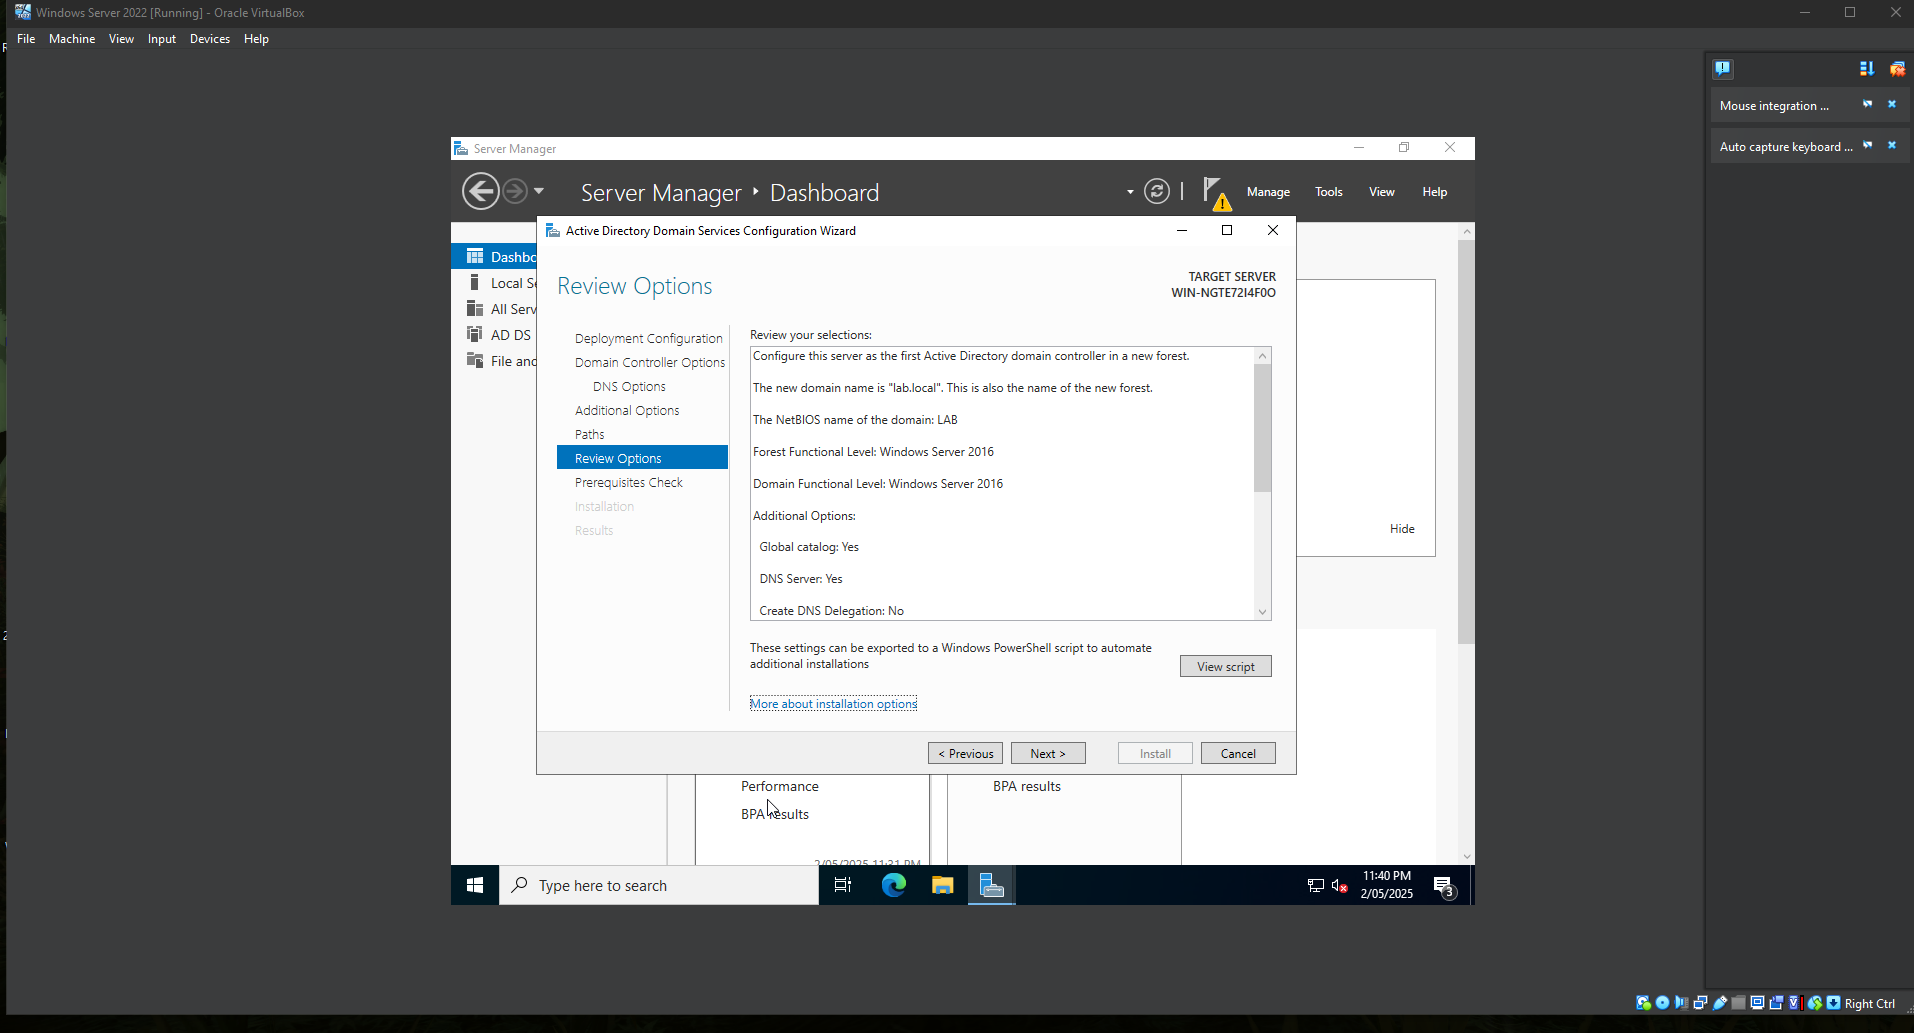 Windows Server 2022 [Running] - Oracle VirtualBox
File Machine View Input Devices Help
Mouse integration ...
Auto capture keyboard ...
Server Manager
Server Manager ‣ Dashboard
Manage Tools View Help
Dashbo
Local Se
All Serv
AD DS
File and
Active Directory Domain Services Configuration Wizard
Review Options
TARGET SERVER
WIN-NGTE72I4F0O
Deployment Configuration
Domain Controller Options
DNS Options
Additional Options
Paths
Review Options
Prerequisites Check
Installation
Results
Review your selections:
Configure this server as the first Active Directory domain controller in a new forest.
The new domain name is "lab.local". This is also the name of the new forest.
The NetBIOS name of the domain: LAB
Forest Functional Level: Windows Server 2016
Domain Functional Level: Windows Server 2016
Additional Options:
Global catalog: Yes
DNS Server: Yes
Create DNS Delegation: No
These settings can be exported to a Windows PowerShell script to automate
additional installations
View script
More about installation options
< Previous
Next >
Install
Cancel
Hide
Performance
BPA results
BPA results
2/05/2025 11:31 PM
Type here to search
11:40 PM
2/05/2025
3
Right Ctrl